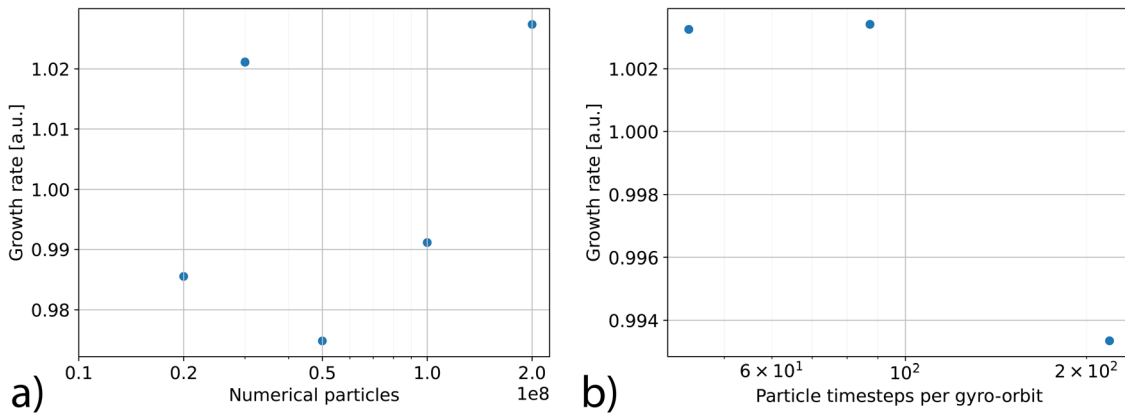 Growth rate [a.u.]
1.02
1.01
1.00
0.99
0.98
0.1 0.2 0.5 1.0 2.0
1e8
Numerical particles
a)
Growth rate [a.u.]
1.002
1.000
0.998
0.996
0.994
6 × 10¹ 10² 2 × 10²
Particle timesteps per gyro-orbit
b)